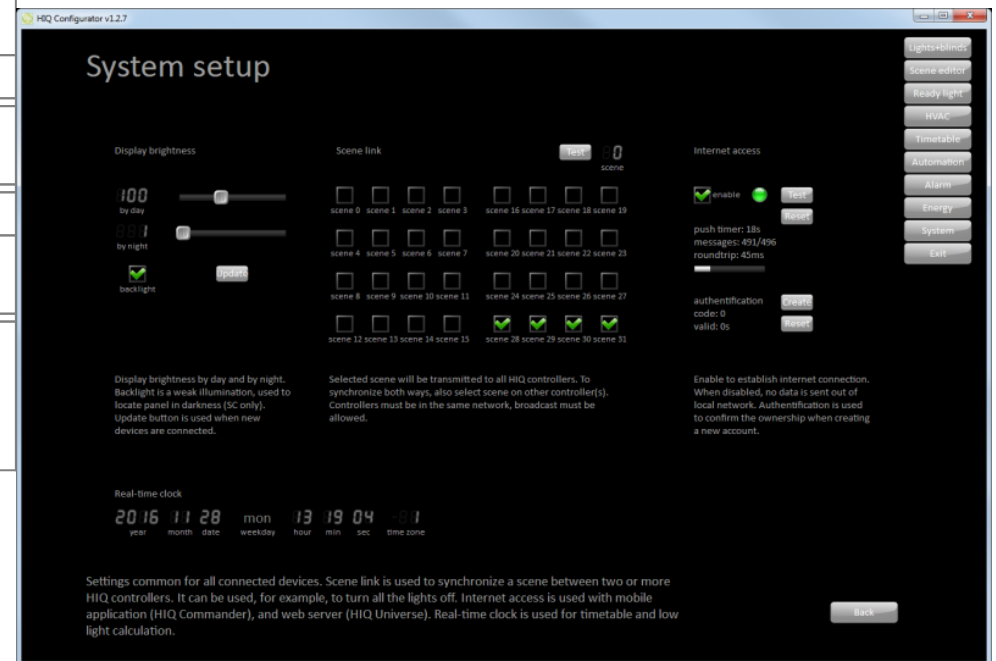 HIQ Configurator v1.2.7
System setup
Lights+blinds
Scene editor
Ready light
HVAC
Timetable
Automation
Alarm
Energy
System
Exit
Display brightness
100
by day
1
by night
backlight
Update
Display brightness by day and by night.
Backlight is a weak illumination, used to
locate panel in darkness (SC only).
Update button is used when new
devices are connected.
Scene link
Test
0
scene
scene 0 scene 1 scene 2 scene 3 scene 16 scene 17 scene 18 scene 19
scene 4 scene 5 scene 6 scene 7 scene 20 scene 21 scene 22 scene 23
scene 8 scene 9 scene 10 scene 11 scene 24 scene 25 scene 26 scene 27
scene 12 scene 13 scene 14 scene 15 scene 28 scene 29 scene 30 scene 31
Selected scene will be transmitted to all HIQ controllers. To
synchronize both ways, also select scene on other controller(s).
Controllers must be in the same network, broadcast must be
allowed.
Internet access
enable
Test
Reset
push timer: 18s
messages: 491/496
roundtrip: 45ms
authentification
Create
code: 0
valid: 0s
Reset
Enable to establish internet connection.
When disabled, no data is sent out of
local network. Authentification is used
to confirm the ownership when creating
a new account.
Real-time clock
2016 11 28 mon 13 19 04
year month date weekday hour min sec time zone
Settings common for all connected devices. Scene link is used to synchronize a scene between two or more
HIQ controllers. It can be used, for example, to turn all the lights off. Internet access is used with mobile
application (HIQ Commander), and web server (HIQ Universe). Real-time clock is used for timetable and low
light calculation.
Back